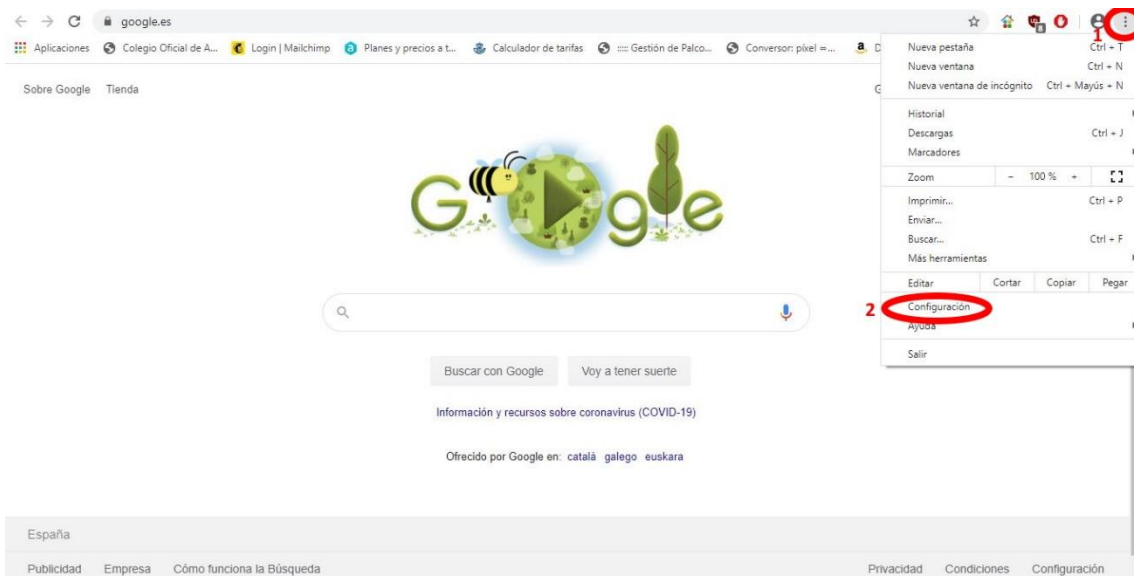 google.es
1
Aplicaciones Colegio Oficial de A... Login | Mailchimp Planes y precios a t... Calculador de tarifas ::::: Gestión de Palco... Conversor: píxel =... D
Sobre Google Tienda G
Google
Buscar con Google Voy a tener suerte
Información y recursos sobre coronavirus (COVID-19)
Ofrecido por Google en: català galego euskara
Nueva pestaña Ctrl + T
Nueva ventana Ctrl + N
Nueva ventana de incógnito Ctrl + Mayús + N
Historial
Descargas Ctrl + J
Marcadores
Zoom - 100 % +
Imprimir... Ctrl + P
Enviar...
Buscar... Ctrl + F
Más herramientas
Editar Cortar Copiar Pegar
2 Configuración
Ayuda
Salir
España
Publicidad Empresa Cómo funciona la Búsqueda Privacidad Condiciones Configuración